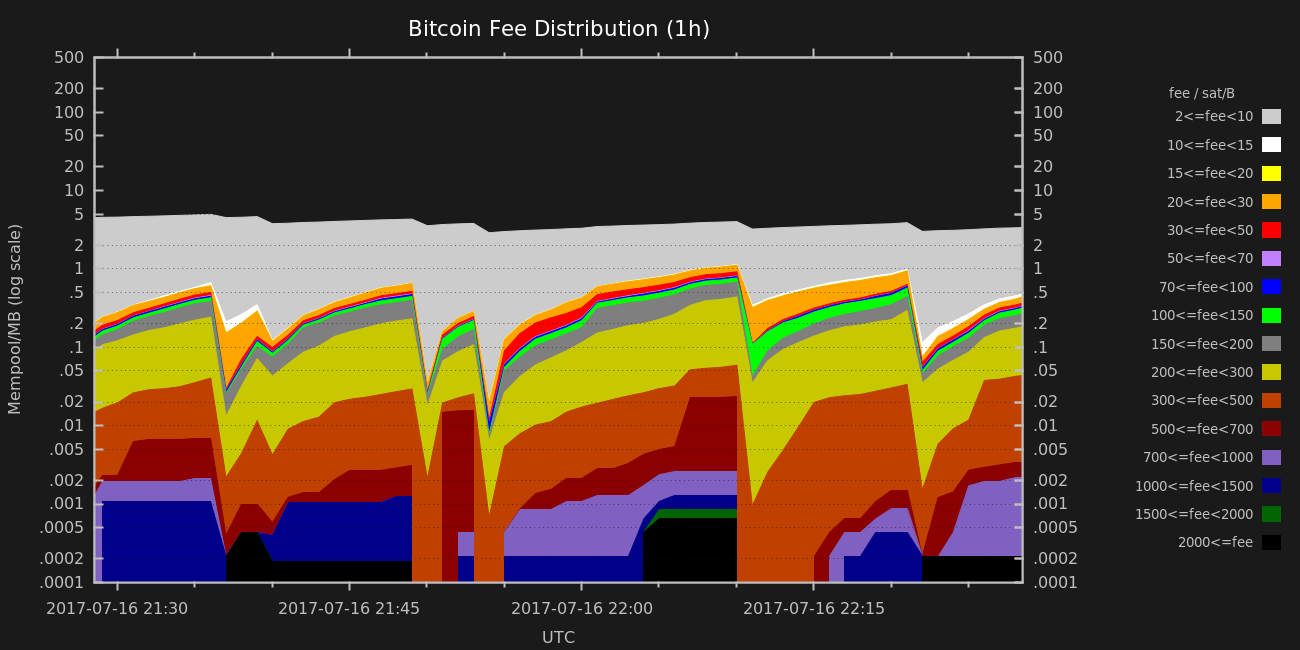 Bitcoin Fee Distribution (1h)
500 500
200 200
100 100
50 50
20 20
10 10
5 5
2 2
1 1
.5 .5
.2 .2
.1 .1
.05 .05
.02 .02
.01 .01
.005 .005
.002 .002
.001 .001
.0005 .0005
.0002 .0002
.0001 .0001
Mempool/MB (log scale)
2017-07-16 21:30 2017-07-16 21:45 2017-07-16 22:00 2017-07-16 22:15
UTC
fee / sat/B
2<=fee<10
10<=fee<15
15<=fee<20
20<=fee<30
30<=fee<50
50<=fee<70
70<=fee<100
100<=fee<150
150<=fee<200
200<=fee<300
300<=fee<500
500<=fee<700
700<=fee<1000
1000<=fee<1500
1500<=fee<2000
2000<=fee